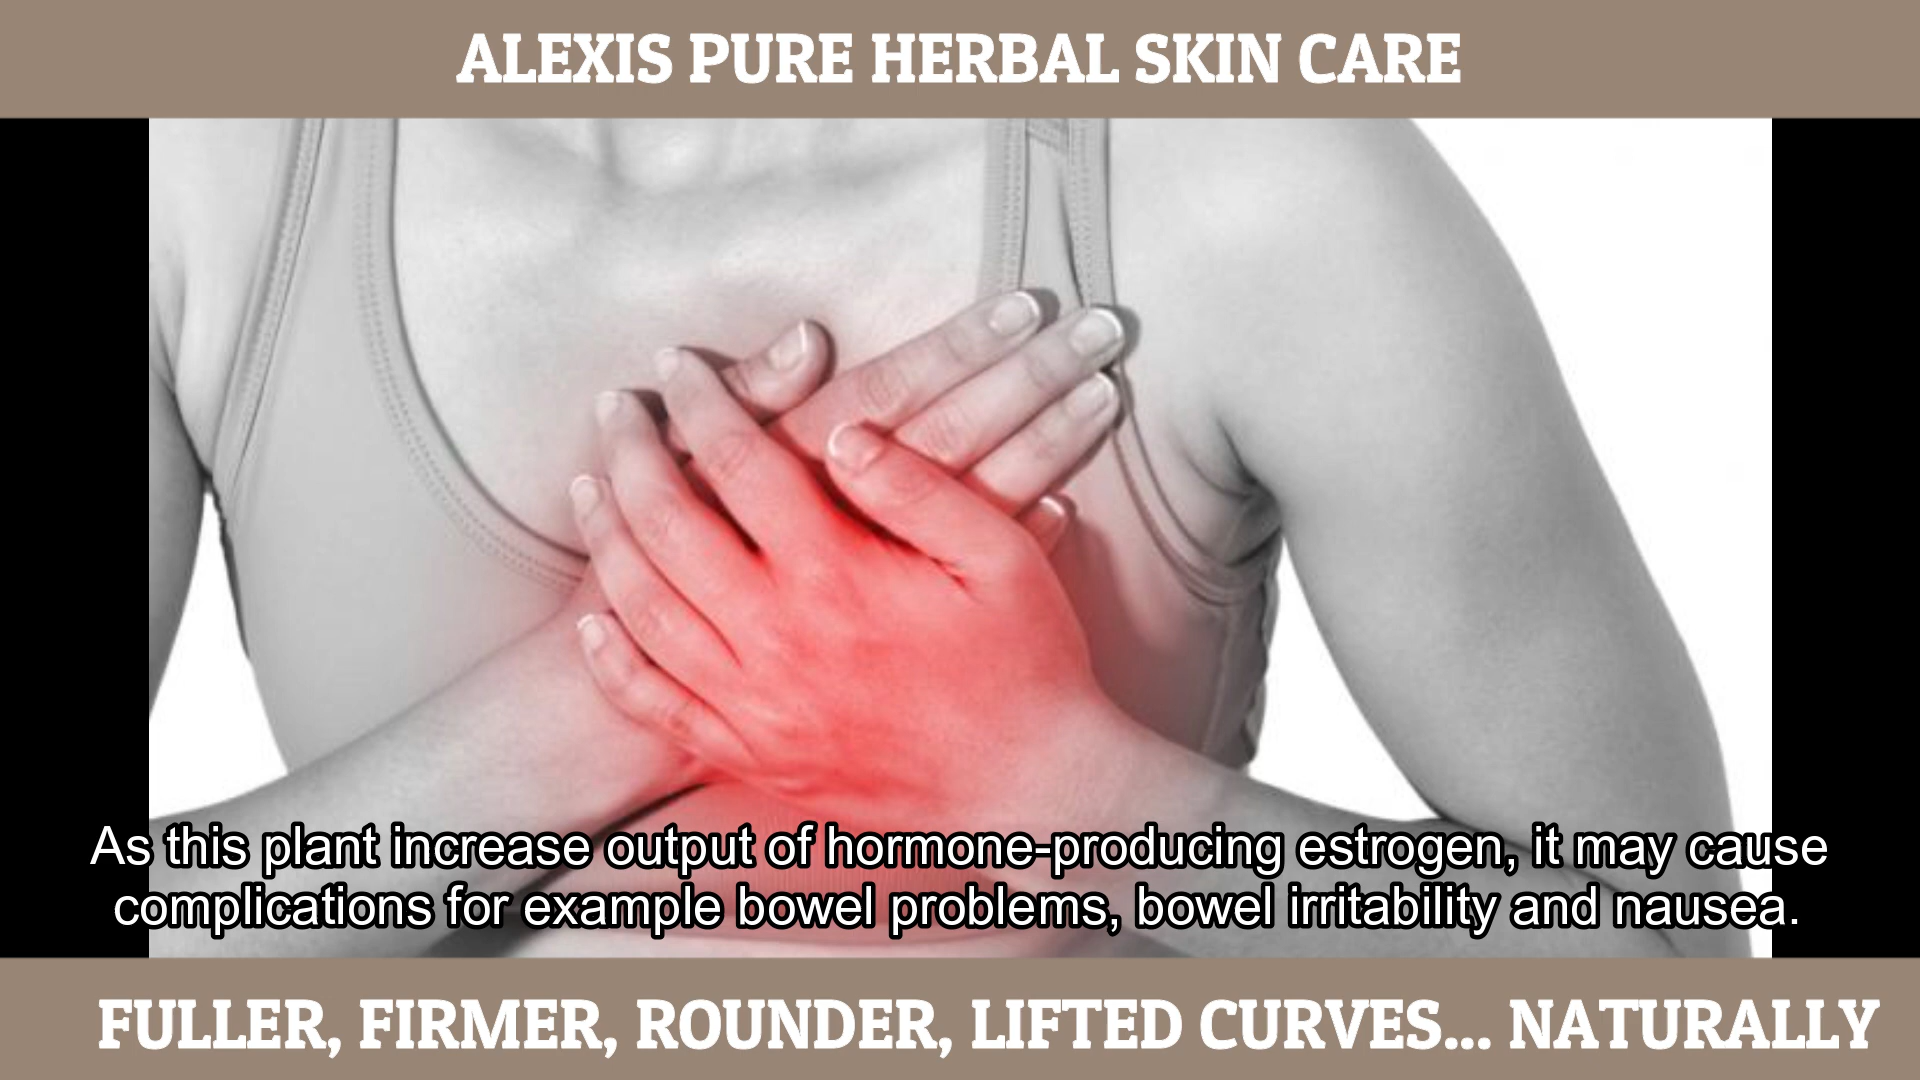 ALEXIS PURE HERBAL SKIN CARE
As this plant increase output of hormone-producing estrogen, it may cause
complications for example bowel problems, bowel irritability and nausea.
FULLER, FIRMER, ROUNDER, LIFTED CURVES... NATURALLY